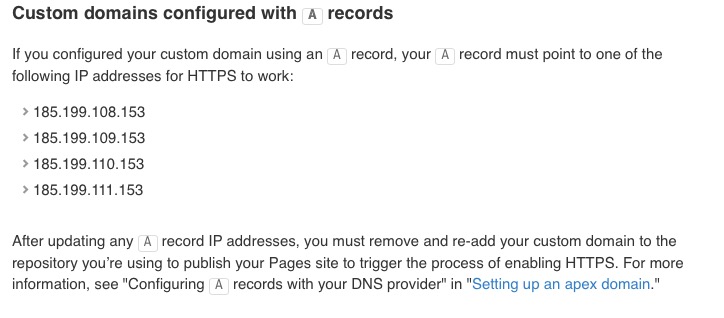 Custom domains configured with A records
If you configured your custom domain using an A record, your A record must point to one of the
following IP addresses for HTTPS to work:
185.199.108.153
185.199.109.153
185.199.110.153
185.199.111.153
After updating any A record IP addresses, you must remove and re-add your custom domain to the
repository you’re using to publish your Pages site to trigger the process of enabling HTTPS. For more
information, see "Configuring A records with your DNS provider" in "Setting up an apex domain."